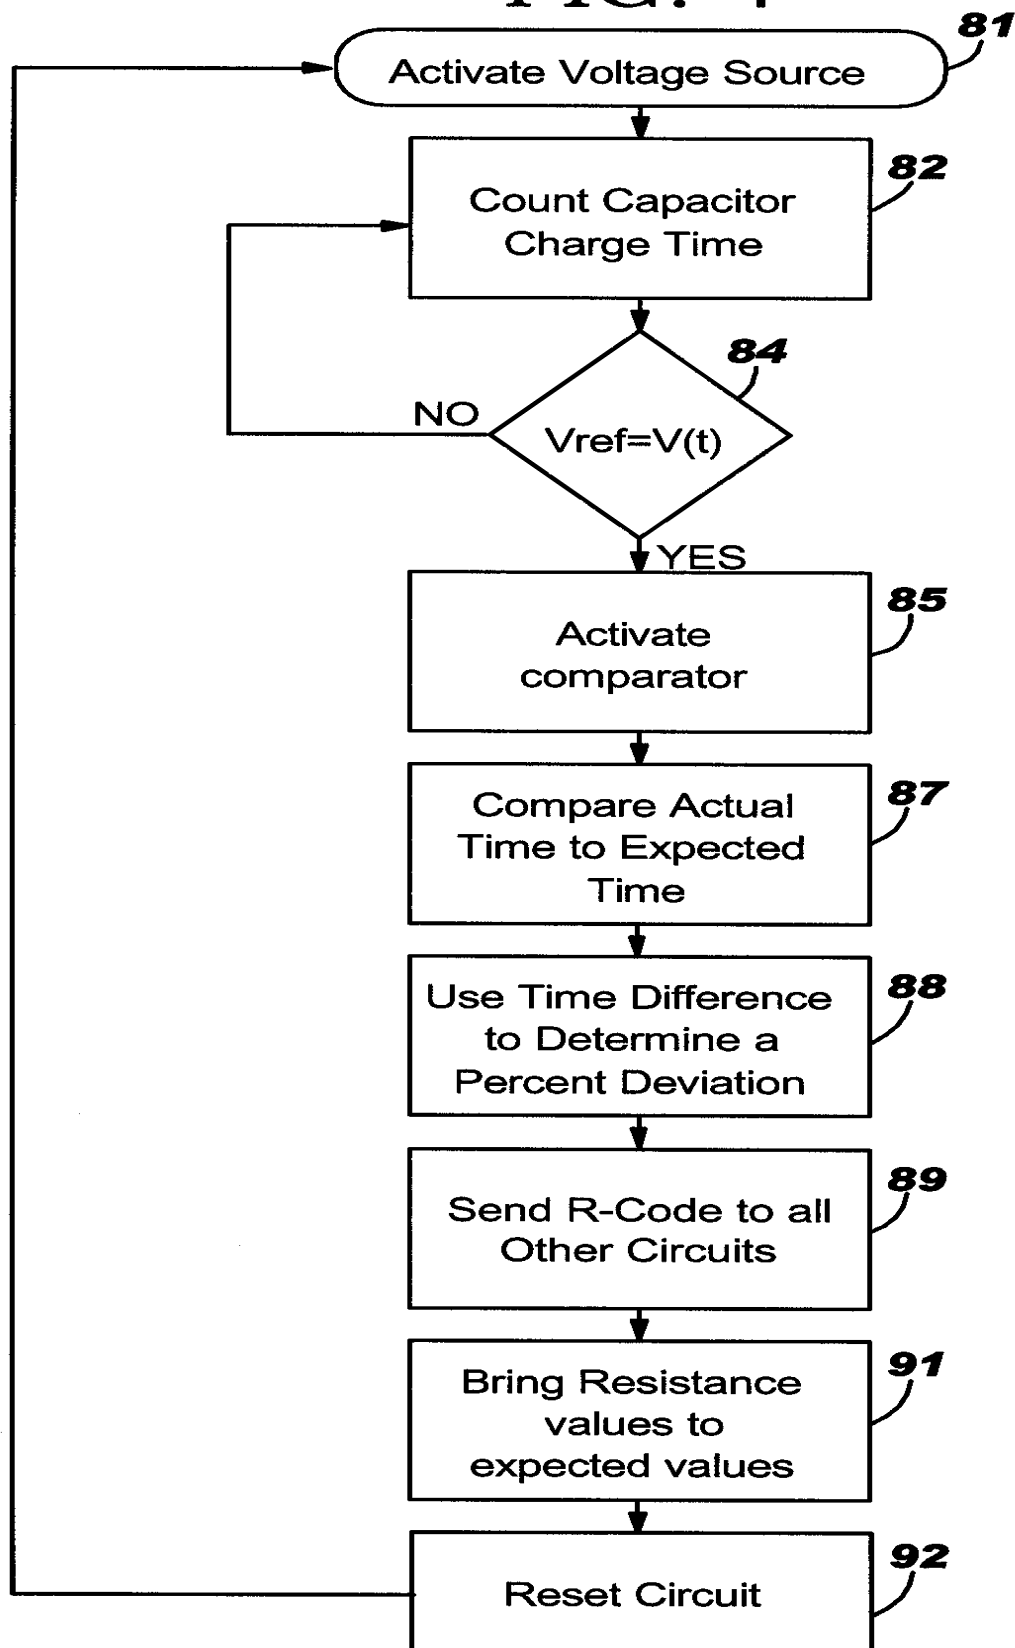 81
Activate Voltage Source
82
Count Capacitor
Charge Time
84
NO
Vref=V(t)
YES
85
Activate
comparator
87
Compare Actual
Time to Expected
Time
88
Use Time Difference
to Determine a
Percent Deviation
89
Send R-Code to all
Other Circuits
91
Bring Resistance
values to
expected values
92
Reset Circuit